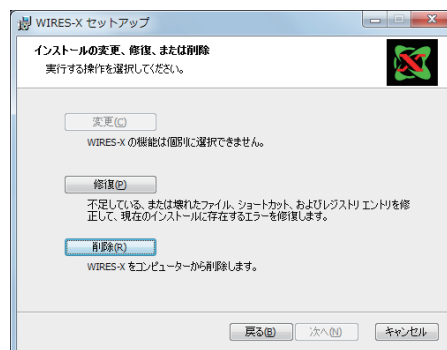 WIRES-X セットアップ
インストールの変更、修復、または削除
実行する操作を選択してください。
変更(C)
WIRES-X の機能は個別に選択できません。
修復(P)
不足している、または壊れたファイル、ショートカット、およびレジストリ エントリを修
正して、現在のインストールに存在するエラーを修復します。
削除(R)
WIRES-X をコンピューターから削除します。
戻る(B) 次へ(N) キャンセル